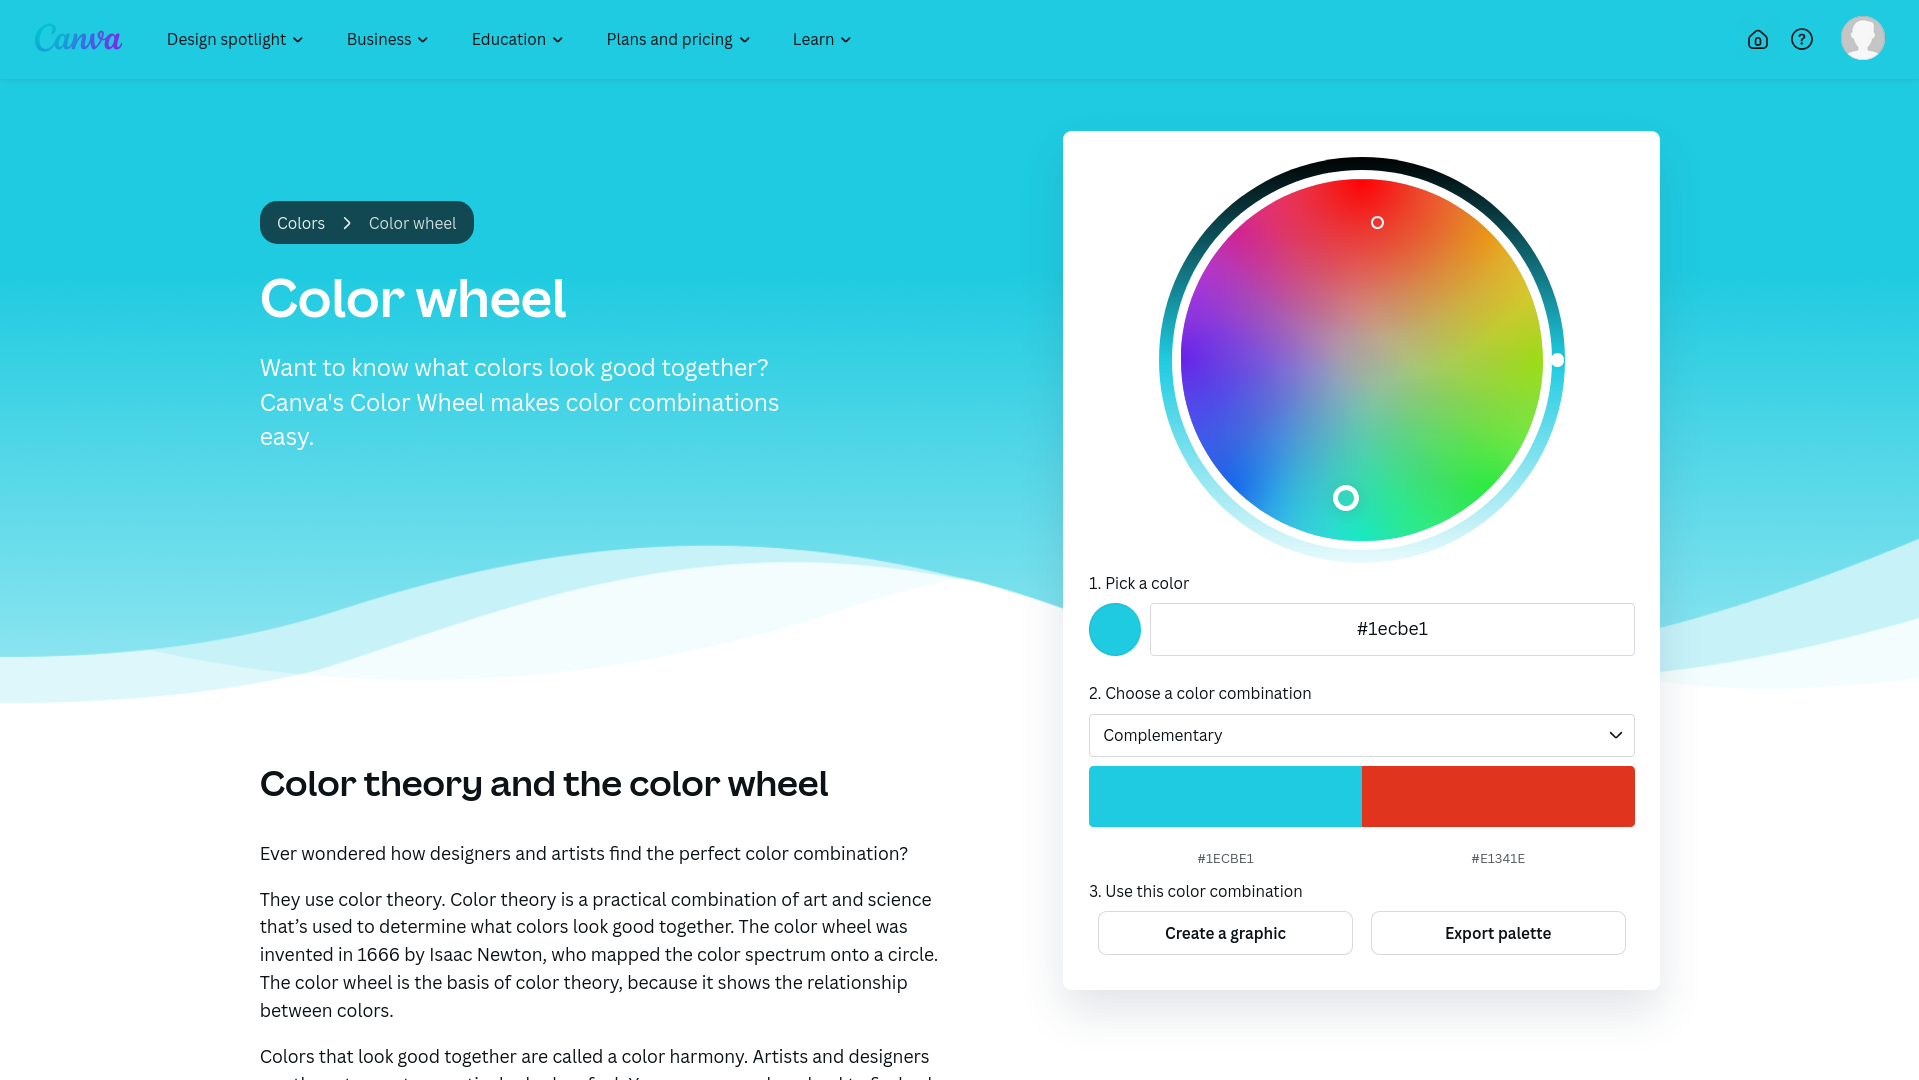 Canva
Design spotlight
Business
Education
Plans and pricing
Learn
Colors
Color wheel
Color wheel
Want to know what colors look good together?
Canva's Color Wheel makes color combinations
easy.
1. Pick a color
#1ecbe1
2. Choose a color combination
Complementary
#1ECBE1
#E1341E
3. Use this color combination
Create a graphic
Export palette
Color theory and the color wheel
Ever wondered how designers and artists find the perfect color combination?
They use color theory. Color theory is a practical combination of art and science
that’s used to determine what colors look good together. The color wheel was
invented in 1666 by Isaac Newton, who mapped the color spectrum onto a circle.
The color wheel is the basis of color theory, because it shows the relationship
between colors.
Colors that look good together are called a color harmony. Artists and designers